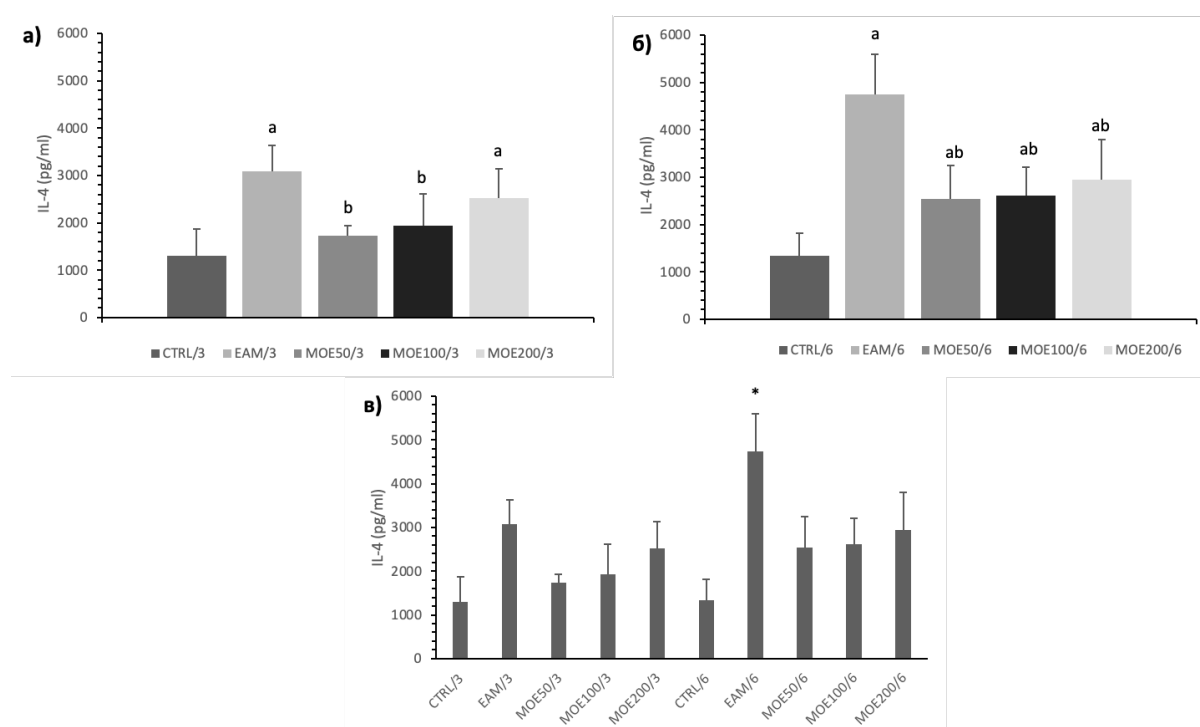 а)
6000
5000
4000
3000
2000
1000
0
IL-4 (pg/ml)
a
b
b
a
CTRL/3 EAM/3 MOE50/3 MOE100/3 MOE200/3
б)
6000
5000
4000
3000
2000
1000
0
IL-4 (pg/ml)
a
ab
ab
ab
CTRL/6 EAM/6 MOE50/6 MOE100/6 MOE200/6
в)
6000
5000
4000
3000
2000
1000
0
IL-4 (pg/ml)
*
CTRL/3 EAM/3 MOE50/3 MOE100/3 MOE200/3 CTRL/6 EAM/6 MOE50/6 MOE100/6 MOE200/6